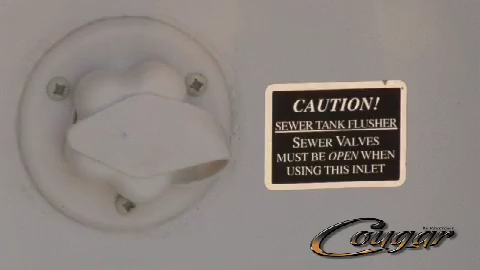 CAUTION!
SEWER TANK FLUSHER
SEWER VALVES
MUST BE OPEN WHEN
USING THIS INLET
Cougar